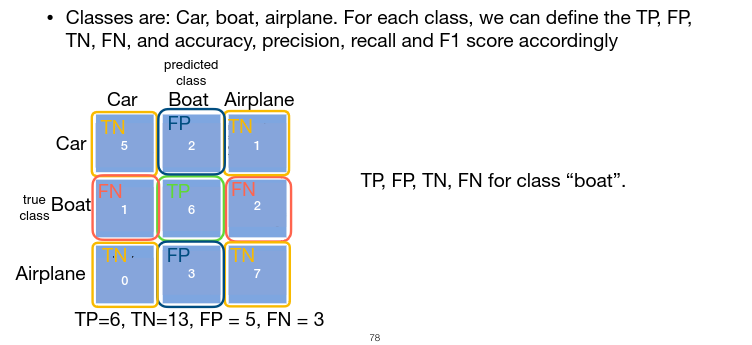 • Classes are: Car, boat, airplane. For each class, we can define the TP, FP,
TN, FN, and accuracy, precision, recall and F1 score accordingly
predicted
class
Car Boat Airplane
TN FP TN
Car 5 2 1
FN TP FN
true
class Boat 1 6 2
TN FP TN
Airplane 0 3 7
TP, FP, TN, FN for class “boat”.
TP=6, TN=13, FP = 5, FN = 3
78